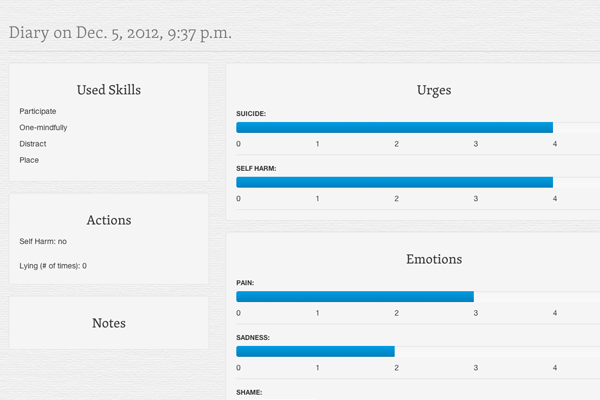 Diary on Dec. 5, 2012, 9:37 p.m.
Used Skills
Participate
One-mindfully
Distract
Place
Actions
Self Harm: no
Lying (# of times): 0
Notes
Urges
SUICIDE:
0 1 2 3 4
SELF HARM:
0 1 2 3 4
Emotions
PAIN:
0 1 2 3 4
SADNESS:
0 1 2 3 4
SHAME: